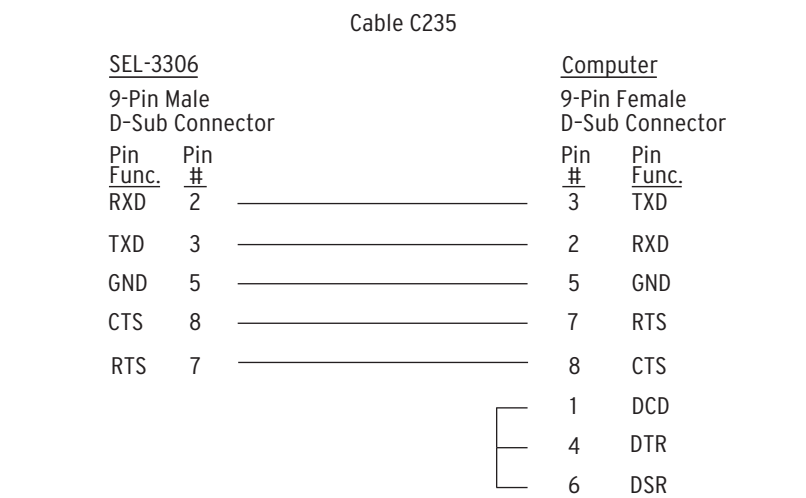 Cable C235
SEL-3306 Computer
9-Pin Male 9-Pin Female
D-Sub Connector D-Sub Connector
Pin Pin Pin Pin
Func. # # Func.
RXD 2 3 TXD
TXD 3 2 RXD
GND 5 5 GND
CTS 8 7 RTS
RTS 7 8 CTS
1 DCD
4 DTR
6 DSR